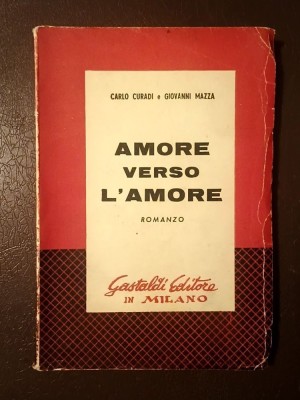 CARLO CURADI e GIOVANNI MAZZA
AMORE
VERSO
L'AMORE
ROMANZO
Gastaldi Editore
IN MILANO